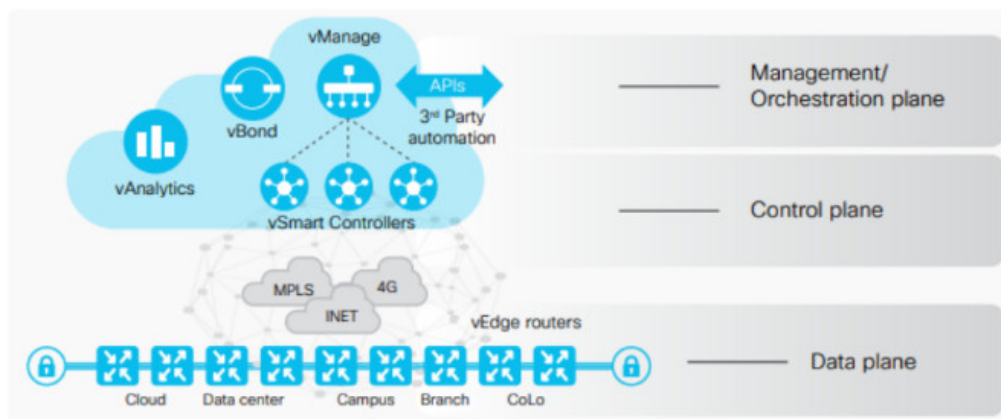 vManage
APIs
3rd Party
automation
vBond
vAnalytics
vSmart Controllers
Management/
Orchestration plane
Control plane
MPLS
4G
INET
vEdge routers
Data plane
Cloud
Data center
Campus
Branch
CoLo